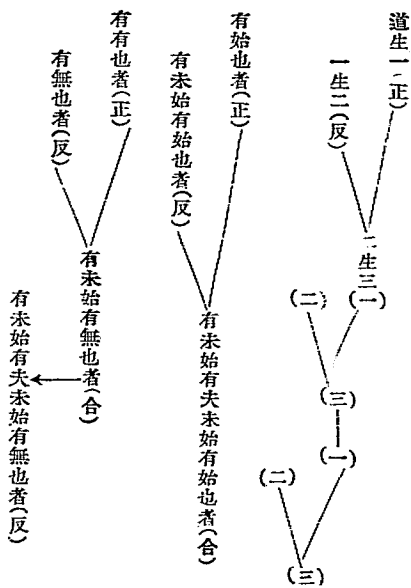 道生一(正)
一生二(反)
二生三(一)
(二)
(三)
(一)
(二)
(三)
有始也者(正)
有未始有始也者(反)
有未始有夫未始有始也者(合)
有有也者(正)
有無也者(反)
有未始有無也者(合)
有未始有夫未始有無也者(反)